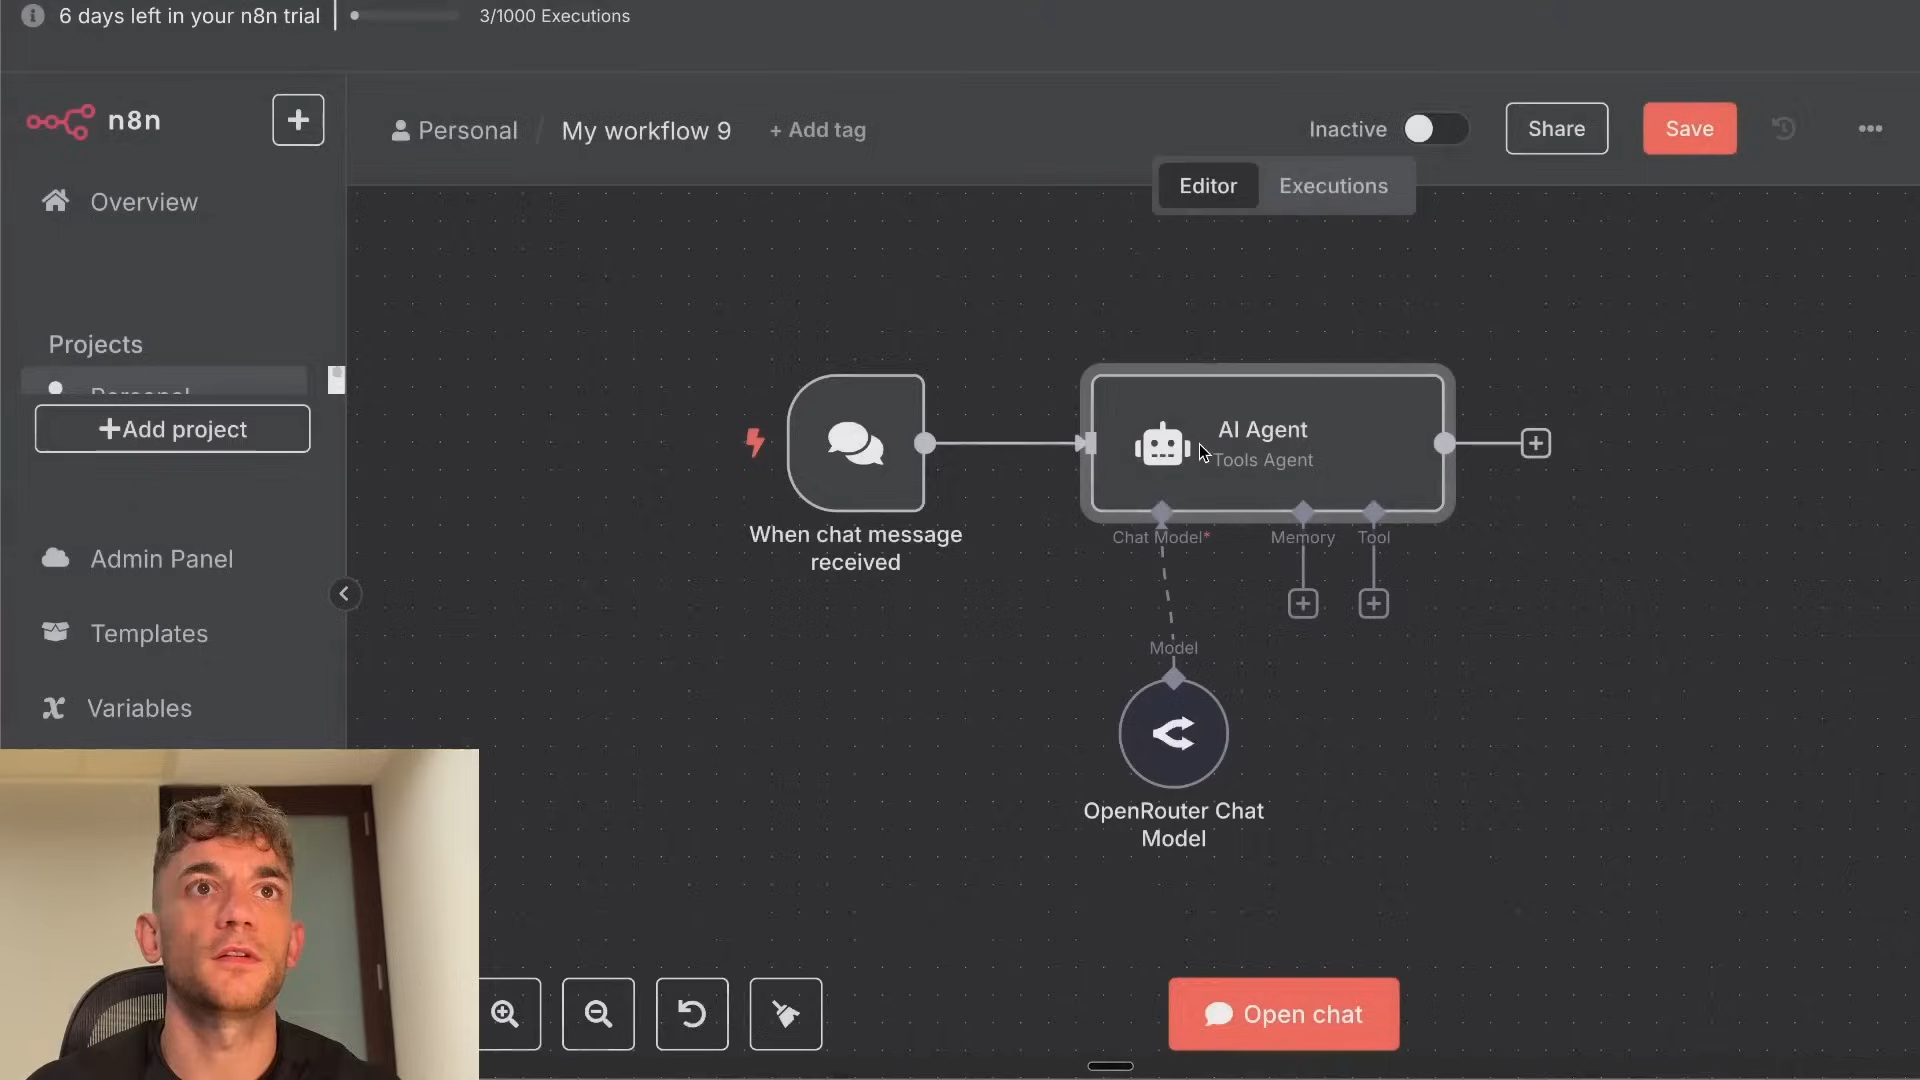 6 days left in your n8n trial
3/1000 Executions
n8n
Personal / My workflow 9 + Add tag
Inactive
Share
Save
Editor
Executions
Overview
Projects
Personal
+Add project
Admin Panel
Templates
Variables
AI Agent
Tools Agent
When chat message
received
Chat Model*
Memory
Tool
Model
OpenRouter Chat
Model
Open chat